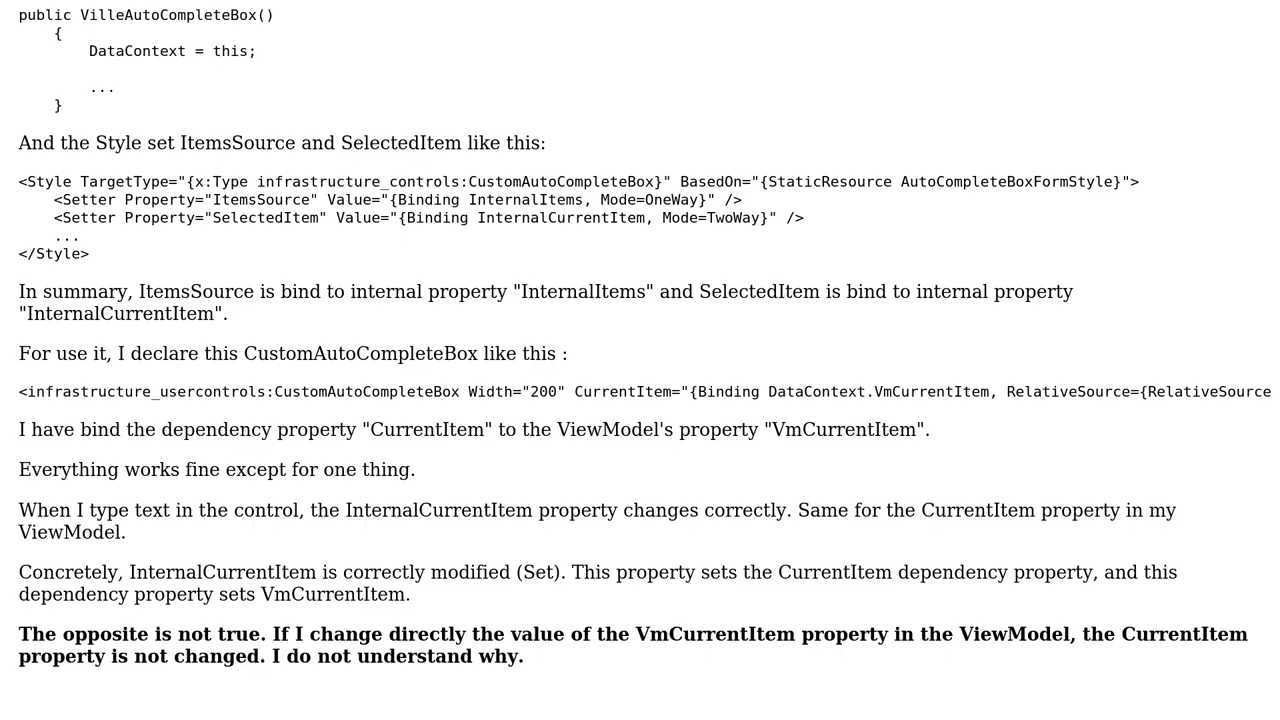 public VilleAutoCompleteBox()
{
DataContext = this;
...
}
And the Style set ItemsSource and SelectedItem like this:
<Style TargetType="{x:Type infrastructure_controls:CustomAutoCompleteBox}" BasedOn="{StaticResource AutoCompleteBoxFormStyle}">
<Setter Property="ItemsSource" Value="{Binding InternalItems, Mode=OneWay}" />
<Setter Property="SelectedItem" Value="{Binding InternalCurrentItem, Mode=TwoWay}" />
...
</Style>
In summary, ItemsSource is bind to internal property "InternalItems" and SelectedItem is bind to internal property
"InternalCurrentItem".
For use it, I declare this CustomAutoCompleteBox like this :
<infrastructure_usercontrols:CustomAutoCompleteBox Width="200" CurrentItem="{Binding DataContext.VmCurrentItem, RelativeSource={RelativeSource
I have bind the dependency property "CurrentItem" to the ViewModel's property "VmCurrentItem".
Everything works fine except for one thing.
When I type text in the control, the InternalCurrentItem property changes correctly. Same for the CurrentItem property in my
ViewModel.
Concretely, InternalCurrentItem is correctly modified (Set). This property sets the CurrentItem dependency property, and this
dependency property sets VmCurrentItem.
The opposite is not true. If I change directly the value of the VmCurrentItem property in the ViewModel, the CurrentItem
property is not changed. I do not understand why.